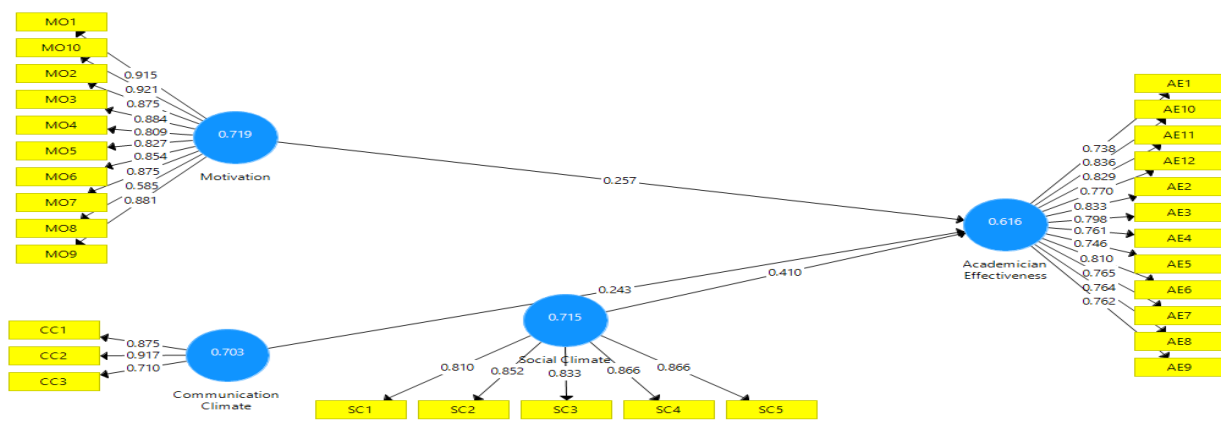 MO1
MO10
MO2
MO3
MO4
MO5
MO6
MO7
MO8
MO9
0.915
0.921
0.875
0.884
0.809
0.827
0.854
0.875
0.585
0.881
0.719
Motivation
0.257
CC1
CC2
CC3
0.875
0.917
0.710
0.703
Communication
Climate
0.243
0.715
Social Climate
0.410
0.810
0.852
0.833
0.866
0.866
SC1
SC2
SC3
SC4
SC5
0.616
Academician
Effectiveness
0.738
0.836
0.829
0.770
0.833
0.798
0.761
0.746
0.810
0.765
0.764
0.762
AE1
AE10
AE11
AE12
AE2
AE3
AE4
AE5
AE6
AE7
AE8
AE9